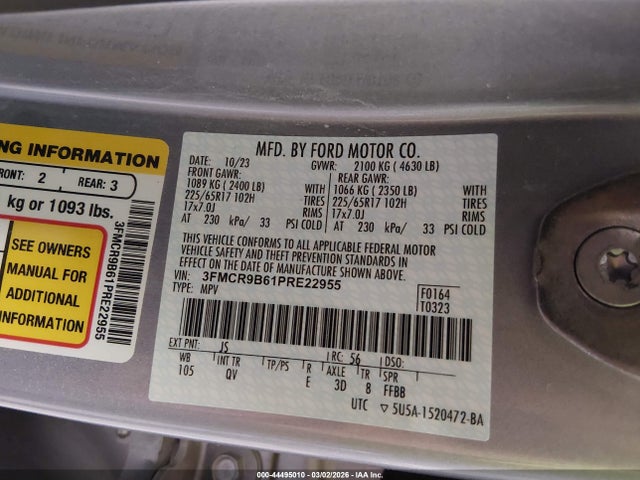 NG INFORMATION
FRONT: 2 REAR: 3
kg or 1093 lbs.
SEE OWNERS
MANUAL FOR
ADDITIONAL
INFORMATION
3FMCR9B61PRE22955
MFD. BY FORD MOTOR CO.
DATE: 10/23 GVWR: 2100 KG ( 4630 LB)
FRONT GAWR: REAR GAWR:
1089 KG ( 2400 LB) WITH 1066 KG ( 2350 LB) WITH
225/65R17 102H TIRES 225/65R17 102H TIRES
17x7.0J RIMS 17x7.0J RIMS
AT 230 kPa/ 33 PSI COLD AT 230 kPa/ 33 PSI COLD
THIS VEHICLE CONFORMS TO ALL APPLICABLE FEDERAL MOTOR
VEHICLE SAFETY AND THEFT PREVENTION STANDARDS IN
EFFECT ON THE DATE OF MANUFACTURE SHOWN ABOVE.
VIN: 3FMCR9B61PRE22955
TYPE: MPV
F0164
T0323
EXT PNT: JS RC: 56 DSO:
WB INT TR TP/PS R AXLE TR SPR
105 QV E 3D 8 FFBB
UTC ▽ 5U5A-1520472-BA
000-44495010 - 03/02/2026 - IAA Inc.